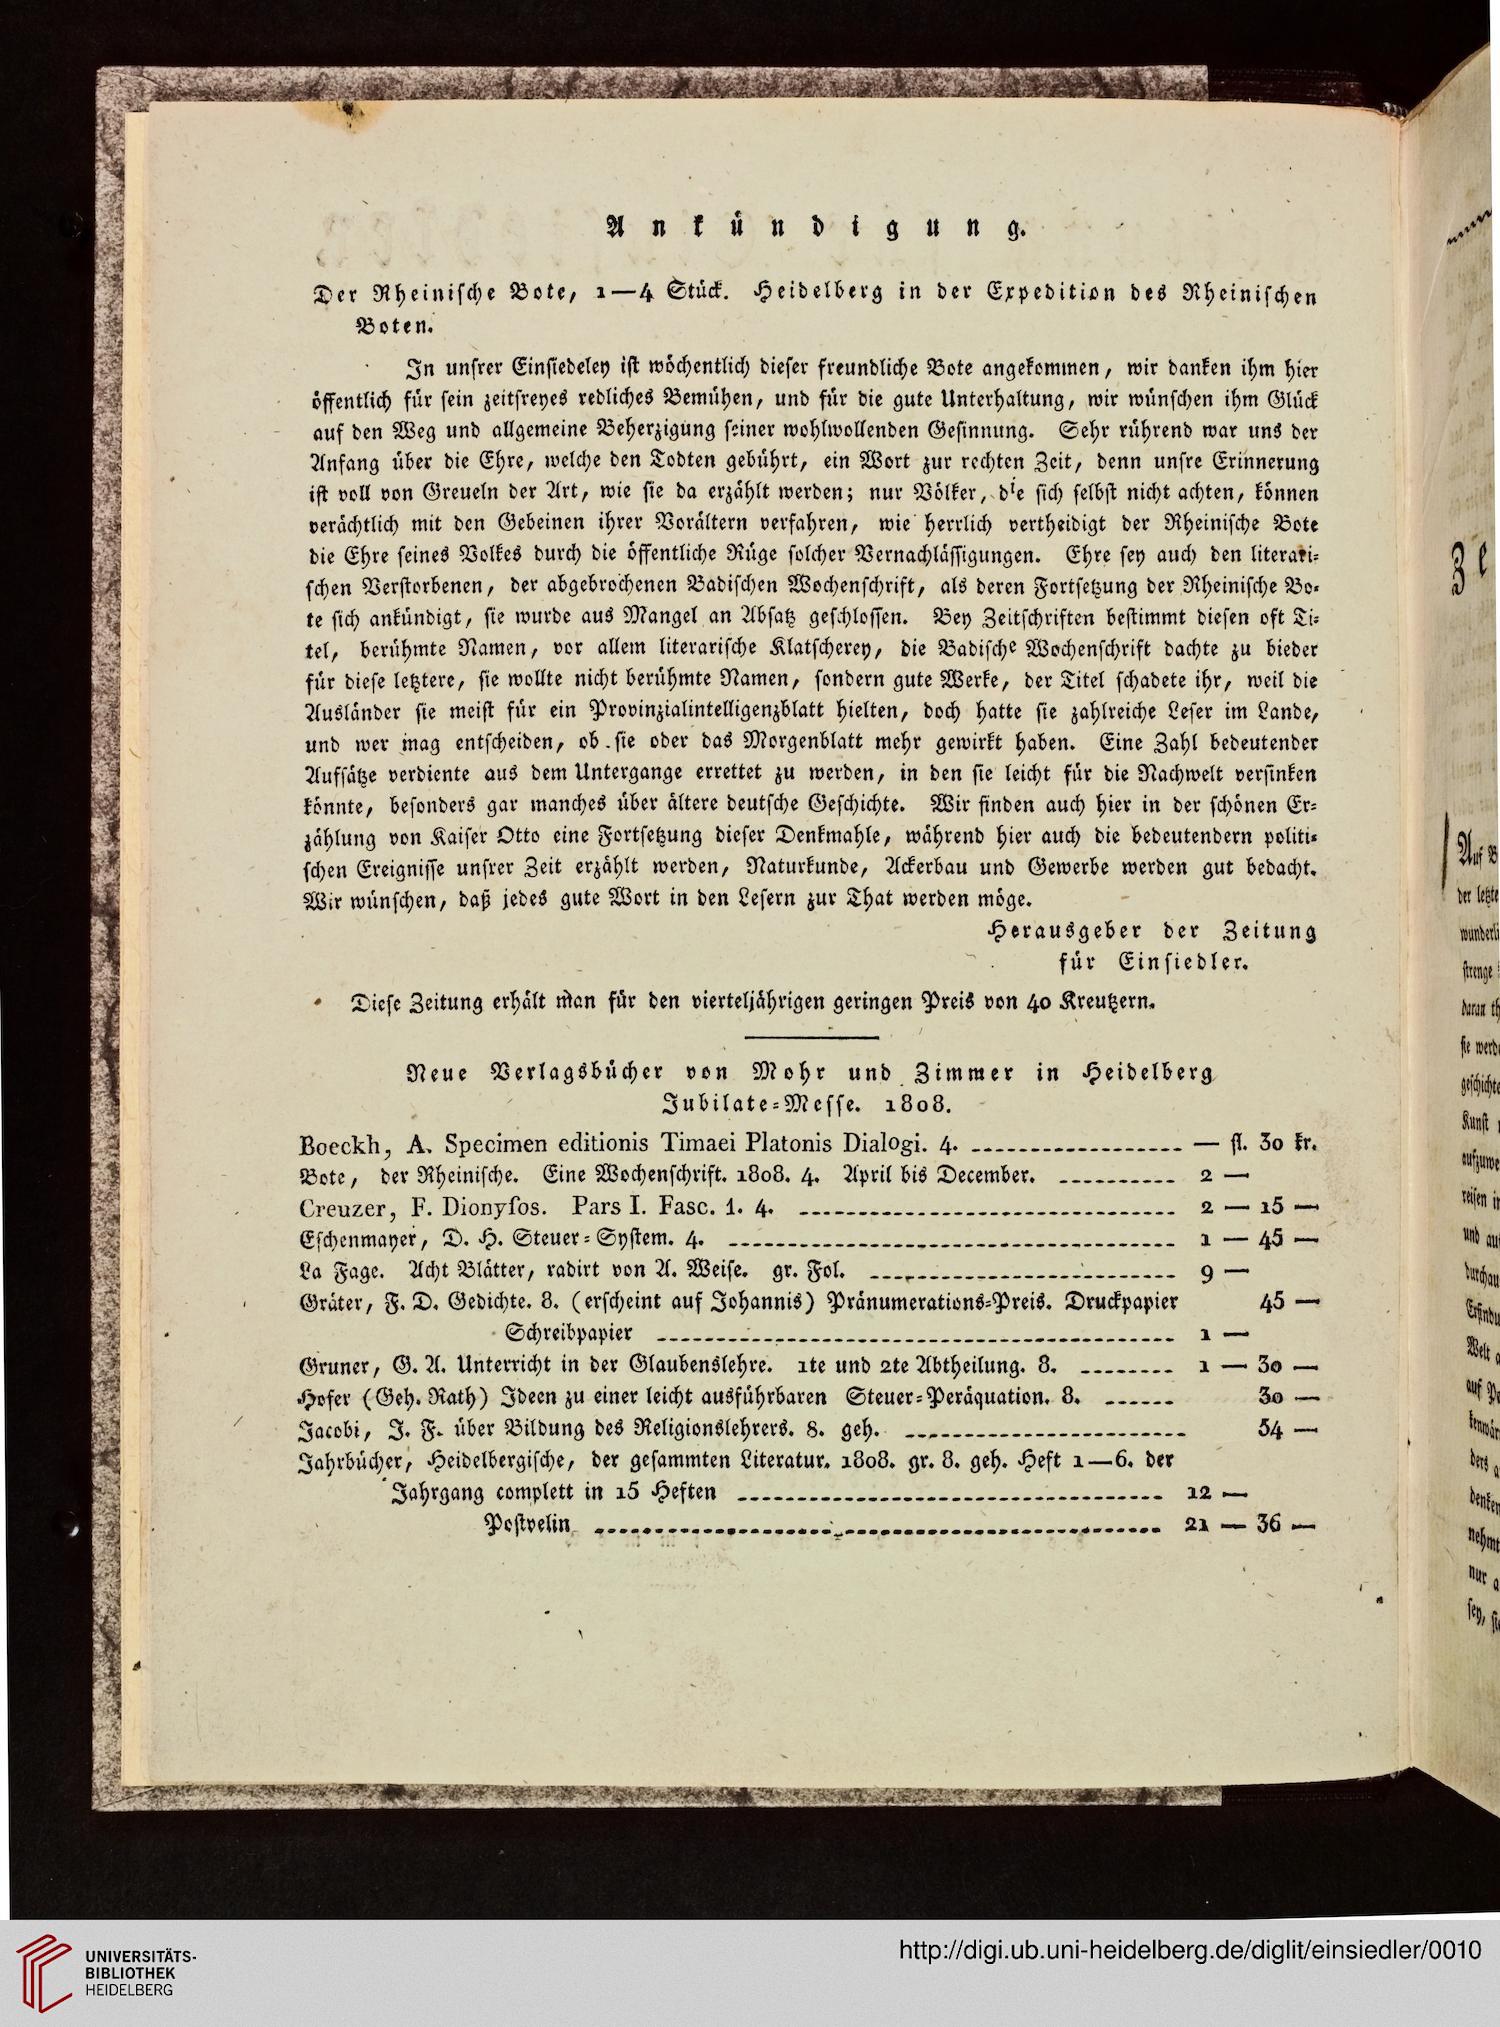 Ankündigung.
Der Rheinische Bote, 1—4 Stück. Heidelberg in der Expedition des Rheinischen
Boten.
In unsrer Einsiedeley ist wöchentlich dieser freundliche Bote angekommen, wir danken ihm hier
öffentlich für sein zeitfreyes redliches Bemühen, und für die gute Unterhaltung, wir wünschen ihm Glück
auf den Weg und allgemeine Beherzigung seiner wohlwollenden Gesinnung. Sehr rührend war uns der
Anfang über die Ehre, welche den Todten gebührt, ein Wort zur rechten Zeit, denn unsre Erinnerung
ist voll von Greueln der Art, wie sie da erzählt werden; nur Völker, die sich selbst nicht achten, können
verächtlich mit den Gebeinen ihrer Vorältern verfahren, wie herrlich vertheidigt der Rheinische Bote
die Ehre seines Volkes durch die öffentliche Rüge solcher Vernachlässigungen. Ehre sey auch den literari-
schen Verstorbenen, der abgebrochenen Badischen Wochenschrift, als deren Fortsetzung der Rheinische Bo-
te sich ankündigt, sie wurde aus Mangel an Absatz geschlossen. Bey Zeitschriften bestimmt diesen oft Ti-
tel, berühmte Namen, vor allem literarische Klatscherey, die Badische Wochenschrift dachte zu bieder
für diese letztere, sie wollte nicht berühmte Namen, sondern gute Werke, der Titel schadete ihr, weil die
Ausländer sie meist für ein Provinzialintelligenzblatt hielten, doch hatte sie zahlreiche Leser im Lande,
und wer mag entscheiden, ob sie oder das Morgenblatt mehr gewirkt haben. Eine Zahl bedeutender
Aufsätze verdiente aus dem Untergange errettet zu werden, in den sie leicht für die Nachwelt versinken
könnte, besonders gar manches über ältere deutsche Geschichte. Wir finden auch hier in der schönen Er-
zählung von Kaiser Otto eine Fortsetzung dieser Denkmahle, während hier auch die bedeutendern politi-
schen Ereignisse unsrer Zeit erzählt werden, Naturkunde, Ackerbau und Gewerbe werden gut bedacht.
Wir wünschen, daß jedes gute Wort in den Lesern zur That werden möge.
Herausgeber der Zeitung
für Einsiedler.
Diese Zeitung erhält man für den vierteljährigen geringen Preis von 40 Kreutzern.
Neue Verlagsbücher von Mohr und Zimmer in Heidelberg
Jubilate-Messe. 1808.
Boeckh, A. Specimen editionis Timaei Platonis Dialogi. 4. — fl. 30 kr.
Bote, der Rheinische. Eine Wochenschrift. 1808. 4. April bis December. 2 —
Creuzer, F. Dionysos. Pars I. Fasc. 1. 4. 2 — 15 —
Eschenmayer, D. H. Steuer-System. 4. 1 — 45 —
La Fage. Acht Blätter, radirt von A. Weise. gr. Fol. 9 —
Gräter, F. D. Gedichte. 8. (erscheint auf Johannis) Pränumerations-Preis. Druckpapier 45 —
Schreibpapier 1 —
Gruner, G. A. Unterricht in der Glaubenslehre. 1te und 2te Abtheilung. 8. 1 — 30 —
Hofer (Geh. Rath) Ideen zu einer leicht ausführbaren Steuer-Peräquation. 8. 30 —
Jacobi, J. F. über Bildung des Religionslehrers. 8. geh. 54 —
Jahrbücher, Heidelbergische, der gesammten Literatur. 1808. gr. 8. geh. Heft 1—6. der
Jahrgang complett in 15 Heften 12 —
Postvelin 21 — 36 —
UNIVERSITÄTS-
BIBLIOTHEK
HEIDELBERG
http://digi.ub.uni-heidelberg.de/diglit/einsiedler/0010